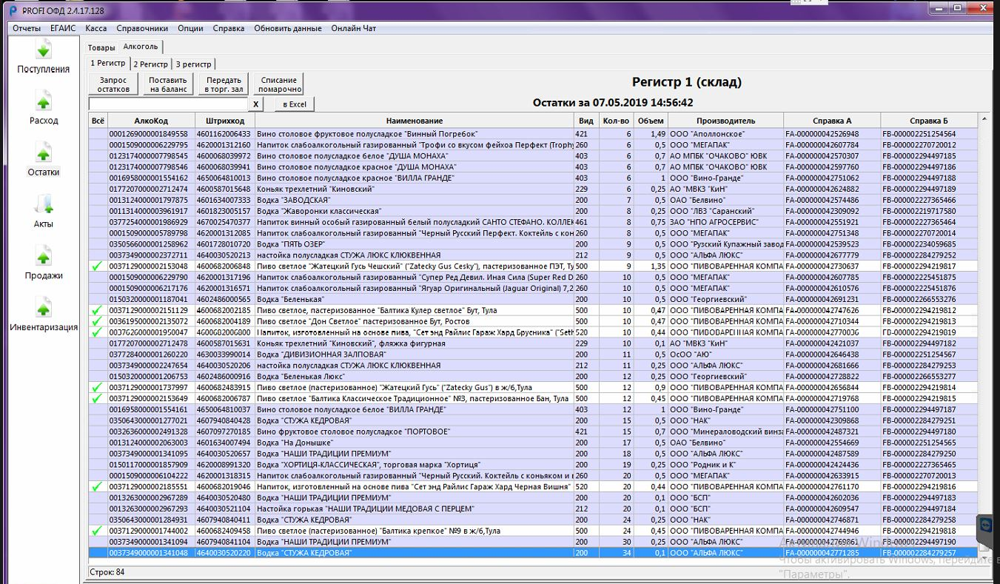 PROFI ОФД 2.4.17.128
Отчеты ЕГАИС Касса Справочники Опции Справка Обновить данные Онлайн Чат
Поступления
Расход
Остатки
Акты
Продажи
Инвентаризация
Товары Алкоголь
1 Регистр 2 Регистр 3 регистр
Запрос остатков Поставить на баланс Передать в торг. зал Списание помарочно
Регистр 1 (склад)
X в Excel
Остатки за 07.05.2019 14:56:42
Всё АлкоКод Штрихкод Наименование Вид Кол-во Объем Производитель Справка А Справка Б
0001269000001849558 4601162006433 Вино столовое фруктовое полусладкое "Винный Погребок" 421 6 1,49 ООО "Аполлонское" FA-000000042526948 FB-000002251254564
0001509000006229795 4620001312160 Напиток слабоалкогольный газированный "Трофи со вкусом фейхоа Перфект (Trophy 260 6 0,5 ООО "МЕГАПАК" FA-000000042607784 FB-000002270720012
0123174000007798545 4600068039972 Вино столовое полусладкое белое "ДУША МОНАХА" 403 6 0,7 АО МПБК "ОЧАКОВО" ЮВК FA-000000042570307 FB-000002294497185
0123174000007798546 4600068039941 Вино столовое полусладкое красное "ДУША МОНАХА" 403 6 0,7 АО МПБК "ОЧАКОВО" ЮВК FA-000000042597760 FB-000002294497186
0016958000001554162 4650064810013 Вино столовое полусладкое красное "ВИЛЛА ГРАНДЕ" 403 6 1 ООО "Вино-Гранде" FA-000000042751062 FB-000002294497188
0177207000002712474 4600587015648 Коньяк трехлетний "Киновский" 229 6 0,25 АО "МВКЗ "КиН" FA-000000042624882 FB-000002294497189
0013124000001797875 4601634007333 Водка "ЗАВОДСКАЯ" 200 7 0,5 ОАО "Белвино" FA-000000042574486 FB-000002227365466
0011314000003961917 4601823005157 Водка "Жаворонки классическая" 200 8 0,25 ООО "ЛВЗ "Саранский" FA-000000042309092 FB-000002219717580
0377254000001986929 4670025470377 Напиток винный особый газированный белый полусладкий САНТО СТЕФАНО. КОЛЛЕК 461 8 0,75 ЗАО "НПО АГРОСЕРВИС" FA-000000042551921 FB-000002227365464
0001509000005789798 4620001312085 Напиток слабоалкогольный газированный "Черный Русский Перфект. Коктейль с кон 260 8 0,5 ООО "МЕГАПАК" FA-000000042751348 FB-000002270720014
0350566000001258962 4601728010720 Водка "ПЯТЬ ОЗЕР" 200 9 0,5 ООО "Рузский Купажный завод FA-000000042539523 FB-000002234059685
0037349000002372711 4640030520213 настойка полусладкая СТУЖА ЛЮКС КЛЮКВЕННАЯ 212 9 0,5 ООО "АЛЬФА ЛЮКС" FA-000000042677779 FB-000002284279252
0037129000002153048 4600682006848 Пиво светлое "Жатецкий Гусь Чешский" ("Zatecky Gus Cesky"), пастеризованное ПЭТ, Ту 500 9 1,35 ООО "ПИВОВАРЕННАЯ КОМПА FA-000000042730637 FB-000002294219817
0001509000006229790 4620001317196 Напиток слабоалкогольный газированный "Супер Ред Девил. Иная Сила (Super Red D 260 10 0,5 ООО "МЕГАПАК" FA-000000042607785 FB-000002225451875
0001509000006217176 4620001316571 Напиток слабоалкогольный газированный "Ягуар Оригинальный (Jaguar Original) 7,2 260 10 0,5 ООО "МЕГАПАК" FA-000000042610576 FB-000002225451876
0150320000001187041 4602486000565 Водка "Беленькая" 200 10 0,5 ООО "Георгиевский" FA-000000042691231 FB-000002266553276
0037129000002151129 4600682002185 Пиво светлое, пастеризованное "Балтика Кулер светлое" Бут, Тула 500 10 0,47 ООО "ПИВОВАРЕННАЯ КОМПА FA-000000042747626 FB-000002294219812
0036195000002135072 4600682004189 Пиво светлое "Дон Светлое" пастеризованное Бут, Ростов 500 10 0,47 ООО "ПИВОВАРЕННАЯ КОМПА FA-000000042710344 FB-000002294219813
0037626000001950047 4600682006800 Напиток, изготовленный на основе пива, "Сет энд Райлис Гараж Хард Брусника" ("Seth 520 10 0,44 ООО "ПИВОВАРЕННАЯ КОМПА FA-000000042770036 FB-000002294219819
0177207000002712478 4600587015631 Коньяк трехлетний "Киновский", фляжка фигурная 229 10 0,1 АО "МВКЗ "КиН" FA-000000042421037 FB-000002294497182
0377284000001260220 4630033990014 Водка "ДИВИЗИОННАЯ ЗАЛПОВАЯ" 200 11 0,5 ОсОО "АЮ" FA-000000042646438 FB-000002251254567
0037349000002247654 4640030520206 настойка полусладкая СТУЖА ЛЮКС КЛЮКВЕННАЯ 212 11 0,25 ООО "АЛЬФА ЛЮКС" FA-000000042681666 FB-000002284279253
0150320000001206753 4602486000916 Водка "Беленькая Люкс" 200 12 0,25 ООО "Георгиевский" FA-000000042728822 FB-000002266553277
0037129000001737997 4600682483915 Пиво светлое (пастеризованное) "Жатецкий Гусь" ("Zatecky Gus") в ж/б,Тула 500 12 0,9 ООО "ПИВОВАРЕННАЯ КОМПА FA-000000042656844 FB-000002294219814
0037129000002153649 4600682006787 Пиво светлое "Балтика Классическое Традиционное" №3, пастеризованное Бан, Тула 500 12 0,45 ООО "ПИВОВАРЕННАЯ КОМПА FA-000000042719768 FB-000002294219815
0016958000001554161 4650064810037 Вино столовое полусладкое белое "ВИЛЛА ГРАНДЕ" 403 12 1 ООО "Вино-Гранде" FA-000000042751100 FB-000002294497187
0350643000001277021 4607940840428 Водка "СТУЖА КЕДРОВАЯ" 200 15 0,5 ООО "НАК" FA-000000042309868 FB-000002284279251
0032636000002491328 4607097270185 Вино фруктовое столовое полусладкое "ПОРТОВОЕ" 421 15 0,7 ООО "Минераловодский винза FA-000000042487321 FB-000002294497180
0013124000002063003 4601634007494 Водка "На Донышке" 200 17 0,5 ОАО "Белвино" FA-000000042554669 FB-000002251254565
0037349000001341095 4640030520657 Водка "НАШИ ТРАДИЦИИ ПРЕМИУМ" 200 18 0,5 ООО "АЛЬФА ЛЮКС" FA-000000042487589 FB-000002284279250
0150117000001857909 4620008991320 Водка "ХОРТИЦЯ-КЛАССИЧЕСКАЯ", торговая марка "Хортиця" 200 19 0,25 ООО "Родник и К" FA-000000042424436 FB-000002227365465
0001509000006104222 4620001318315 Напиток слабоалкогольный газированный "Черный Русский. Коктейль с коньяком и в 260 20 0,5 ООО "МЕГАПАК" FA-000000042633915 FB-000002270720013
0037129000002185551 4600682019046 Напиток, изготовленный на основе пива "Сет энд Райлис Гараж Хард Черная Вишня" 520 20 0,44 ООО "ПИВОВАРЕННАЯ КОМПА FA-000000042761170 FB-000002294219816
0013263000002967289 4640030520480 Водка "НАШИ ТРАДИЦИИ ПРЕМИУМ" 200 20 0,1 ООО "БСП" FA-000000042602036 FB-000002294497183
0013263000002967293 4640030521104 Настойка горькая "НАШИ ТРАДИЦИИ МЕДОВАЯ С ПЕРЦЕМ" 212 20 0,1 ООО "БСП" FA-000000042609547 FB-000002294497184
0350643000001284931 4607940840411 Водка "СТУЖА КЕДРОВАЯ" 200 24 0,25 ООО "НАК" FA-000000042746871 FB-000002284279258
0037129000001744002 4600682409458 Пиво светлое (пастеризованное) "Балтика крепкое" №9 в ж/б,Тула 500 24 0,45 ООО "ПИВОВАРЕННАЯ КОМПА FA-000000042744946 FB-000002294219818
0037349000001341094 4607940841104 Водка "НАШИ ТРАДИЦИИ ПРЕМИУМ" 200 30 0,25 ООО "АЛЬФА ЛЮКС" FA-000000042769861 FB-000002294497190
0037349000001341048 4640030520220 Водка "СТУЖА КЕДРОВАЯ" 200 34 0,1 ООО "АЛЬФА ЛЮКС" FA-000000042771285 FB-000002284279257
Чтобы активировать Windows, перейдите в
"Параметры".
Строк: 84